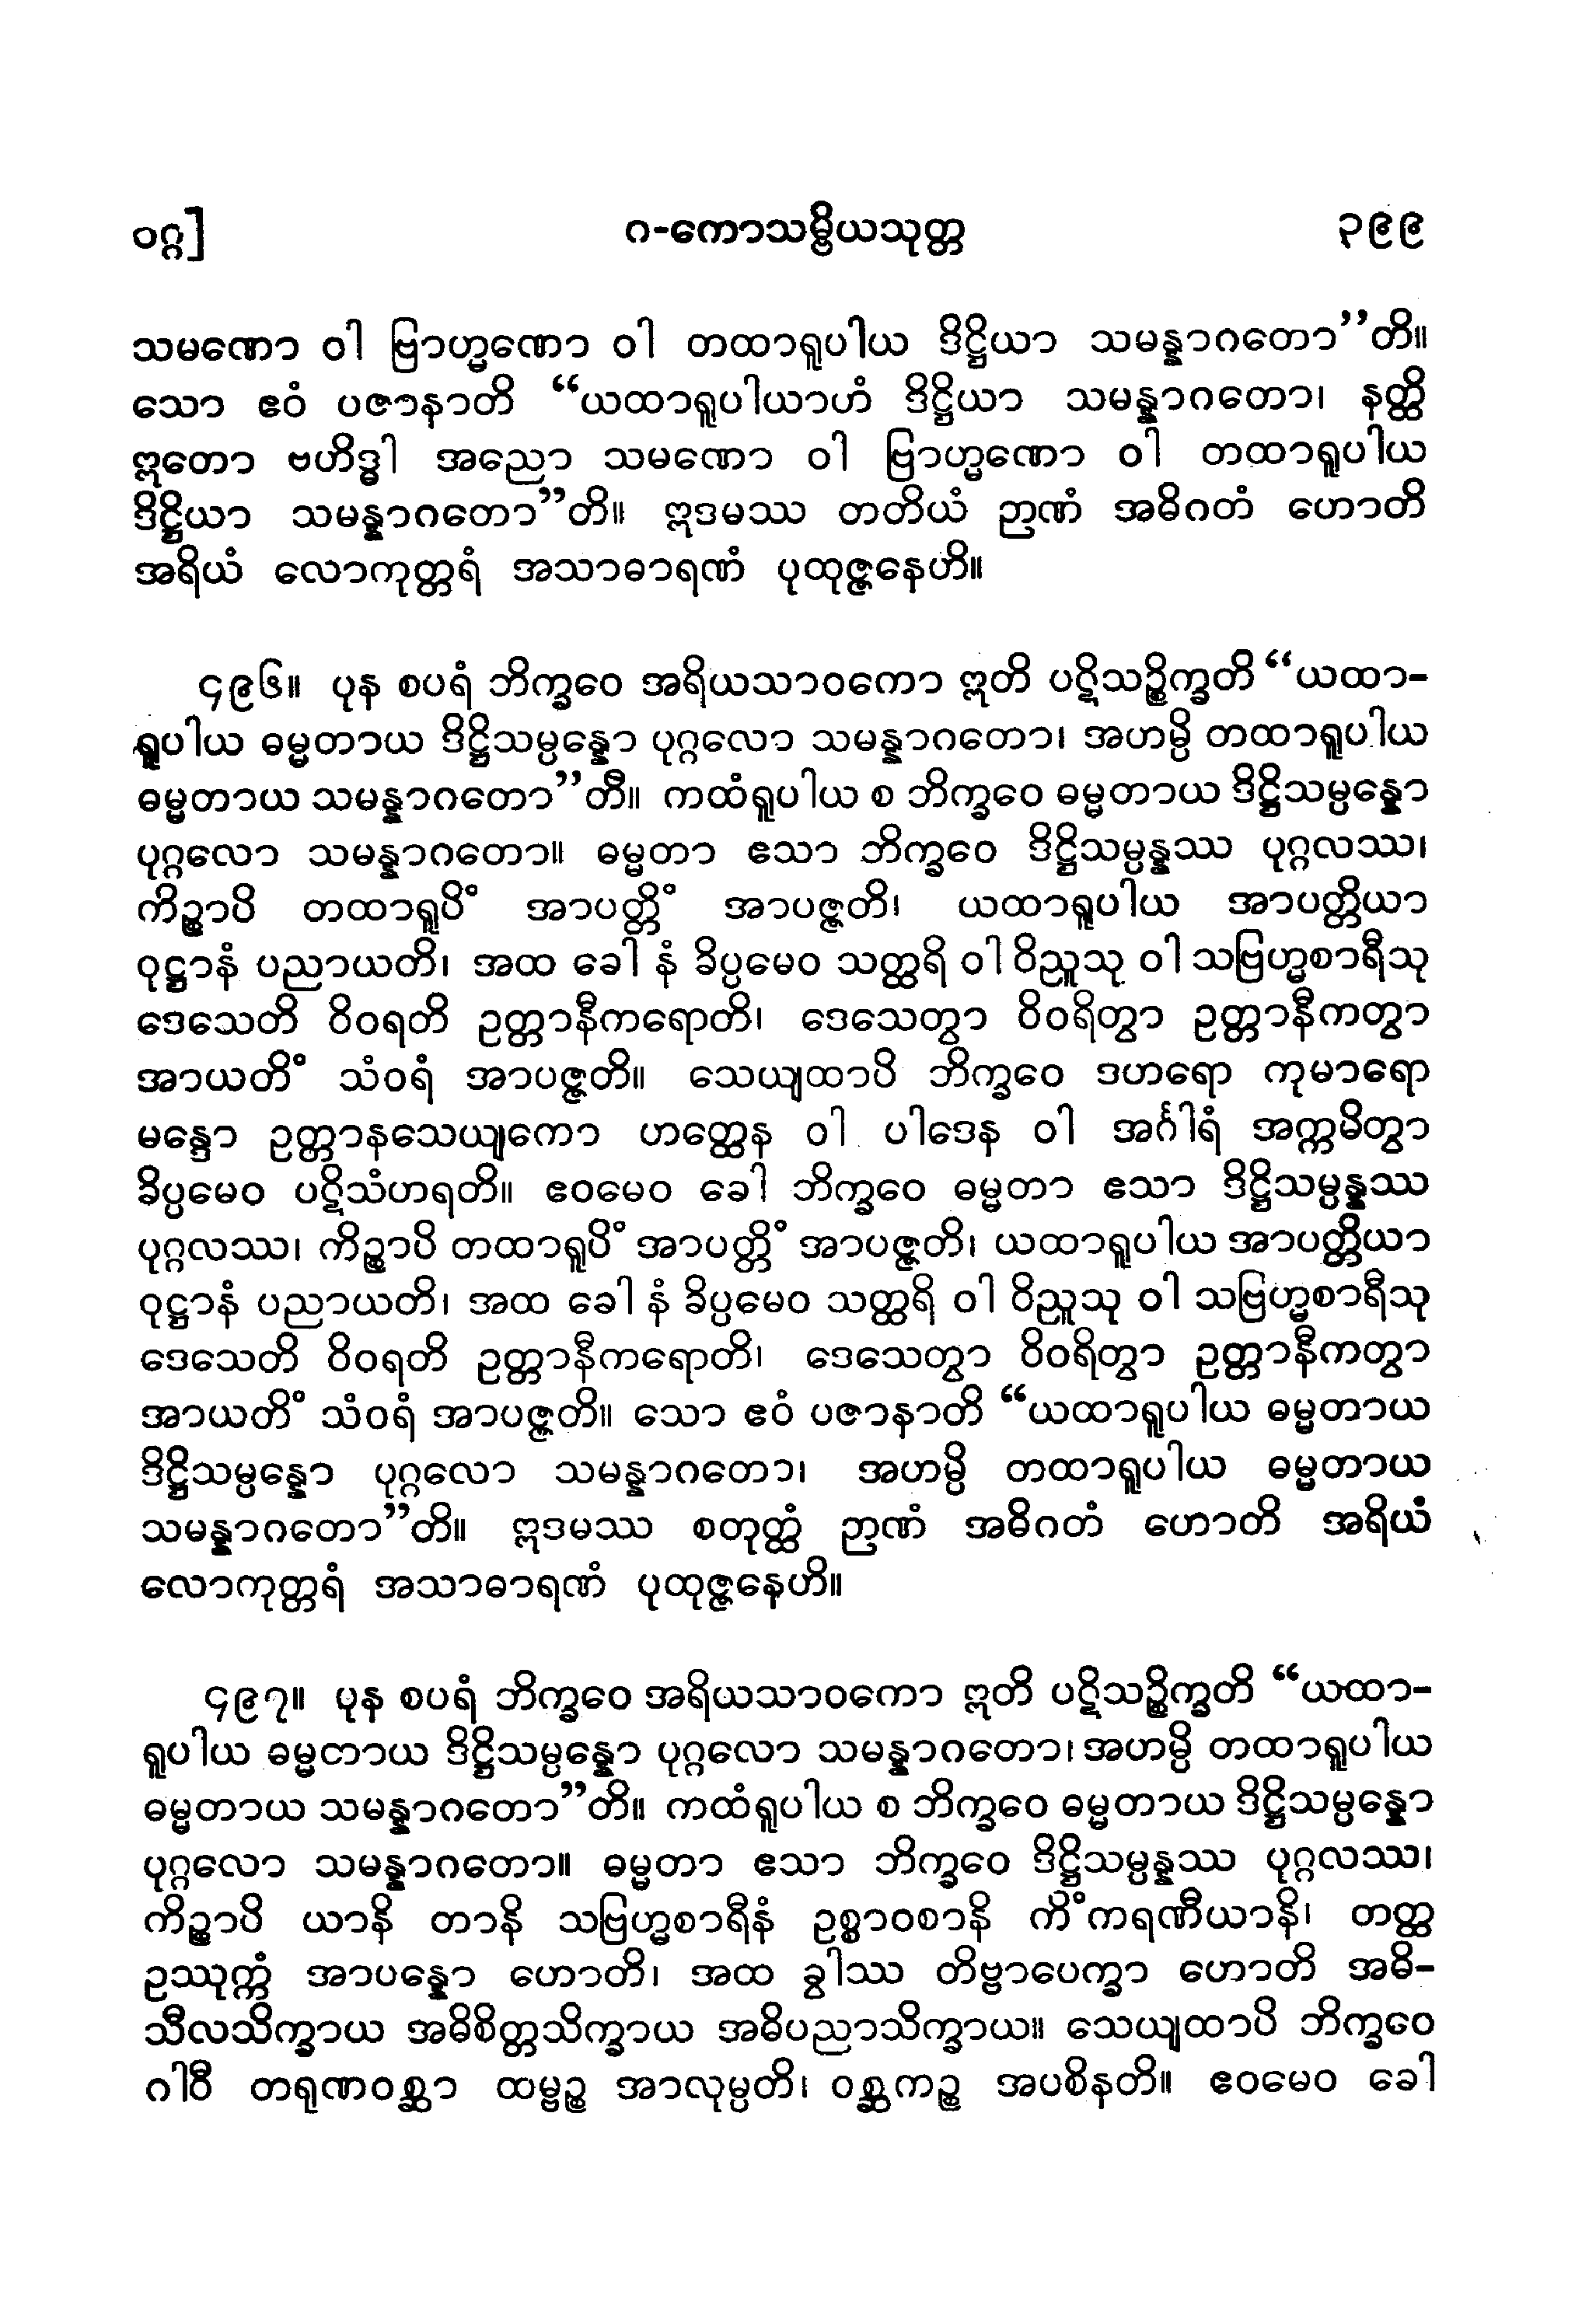 ဝဂ္ဂ] ဂ-ကောသမ္ဗိယသုတ္တ ၃၉၉
သမဏော ဝါ ဗြာဟ္မဏော ဝါ တထာရူပါယ ဒိဋ္ဌိယာ သမန္နာဂတော”တိ။
သော ဧဝံ ပဇာနာတိ “ယထာရူပါယာဟံ ဒိဋ္ဌိယာ သမန္နာဂတော၊ နတ္ထိ
ဣတော ဗဟိဒ္ဓါ အညော သမဏော ဝါ ဗြာဟ္မဏော ဝါ တထာရူပါယ
ဒိဋ္ဌိယာ သမန္နာဂတော”တိ။ ဣဒမဿ တတိယံ ဉာဏံ အဓိဂတံ ဟောတိ
အရိယံ လောကုတ္တရံ အသာဓာရဏံ ပုထုဇ္ဇနေဟိ။
၄၉၆။ ပုန စပရံ ဘိက္ခဝေ အရိယသာဝကော ဣတိ ပဋိသဉ္စိက္ခတိ “ယထာ-
ရူပါယ ဓမ္မတာယ ဒိဋ္ဌိသမ္ပန္နော ပုဂ္ဂလော သမန္နာဂတော၊ အဟမ္ပိ တထာရူပါယ
ဓမ္မတာယ သမန္နာဂတော”တိ။ ကထံရူပါယ စ ဘိက္ခဝေ ဓမ္မတာယ ဒိဋ္ဌိသမ္ပန္နော
ပုဂ္ဂလော သမန္နာဂတော။ ဓမ္မတာ ဧသာ ဘိက္ခဝေ ဒိဋ္ဌိသမ္ပန္နဿ ပုဂ္ဂလဿ၊
ကိဉ္စာပိ တထာရူပိံ အာပတ္တိံ အာပဇ္ဇတိ၊ ယထာရူပါယ အာပတ္တိယာ
ဝုဋ္ဌာနံ ပညာယတိ၊ အထ ခေါ နံ ခိပ္ပမေဝ သတ္ထရိ ဝါ ဝိညူသု ဝါ သဗြဟ္မစာရီသု
ဒေသေတိ ဝိဝရတိ ဥတ္တာနီကရောတိ၊ ဒေသေတွာ ဝိဝရိတွာ ဥတ္တာနီကတွာ
အာယတိံ သံဝရံ အာပဇ္ဇတိ။ သေယျထာပိ ဘိက္ခဝေ ဒဟရော ကုမာရော
မန္ဒော ဥတ္တာနသေယျကော ဟတ္ထေန ဝါ ပါဒေန ဝါ အင်္ဂါရံ အက္ကမိတွာ
ခိပ္ပမေဝ ပဋိသံဟရတိ။ ဧဝမေဝ ခေါ ဘိက္ခဝေ ဓမ္မတာ ဧသာ ဒိဋ္ဌိသမ္ပန္နဿ
ပုဂ္ဂလဿ၊ ကိဉ္စာပိ တထာရူပိံ အာပတ္တိံ အာပဇ္ဇတိ၊ ယထာရူပါယ အာပတ္တိယာ
ဝုဋ္ဌာနံ ပညာယတိ၊ အထ ခေါ နံ ခိပ္ပမေဝ သတ္ထရိ ဝါ ဝိညူသု ဝါ သဗြဟ္မစာရီသု
ဒေသေတိ ဝိဝရတိ ဥတ္တာနီကရောတိ၊ ဒေသေတွာ ဝိဝရိတွာ ဥတ္တာနီကတွာ
အာယတိံ သံဝရံ အာပဇ္ဇတိ။ သော ဧဝံ ပဇာနာတိ “ယထာရူပါယ ဓမ္မတာယ
ဒိဋ္ဌိသမ္ပန္နော ပုဂ္ဂလော သမန္နာဂတော၊ အဟမ္ပိ တထာရူပါယ ဓမ္မတာယ
သမန္နာဂတော”တိ။ ဣဒမဿ စတုတ္ထံ ဉာဏံ အဓိဂတံ ဟောတိ အရိယံ
လောကုတ္တရံ အသာဓာရဏံ ပုထုဇ္ဇနေဟိ။
၄၉၇။ ပုန စပရံ ဘိက္ခဝေ အရိယသာဝကော ဣတိ ပဋိသဉ္စိက္ခတိ “ယထာ-
ရူပါယ ဓမ္မတာယ ဒိဋ္ဌိသမ္ပန္နော ပုဂ္ဂလော သမန္နာဂတော၊ အဟမ္ပိ တထာရူပါယ
ဓမ္မတာယ သမန္နာဂတော”တိ။ ကထံရူပါယ စ ဘိက္ခဝေ ဓမ္မတာယ ဒိဋ္ဌိသမ္ပန္နော
ပုဂ္ဂလော သမန္နာဂတော။ ဓမ္မတာ ဧသာ ဘိက္ခဝေ ဒိဋ္ဌိသမ္ပန္နဿ ပုဂ္ဂလဿ၊
ကိဉ္စာပိ ယာနိ တာနိ သဗြဟ္မစာရီနံ ဥစ္စာဝစာနိ ကိံကရဏီယာနိ၊ တတ္ထ
ဥဿုက္ကံ အာပန္နော ဟောတိ၊ အထ ခွါဿ တိဗ္ဗာပေက္ခာ ဟောတိ အဓိ-
သီလသိက္ခာယ အဓိစိတ္တသိက္ခာယ အဓိပညာသိက္ခာယ။ သေယျထာပိ ဘိက္ခဝေ
ဂါဝီ တရုဏဝစ္ဆာ ထမ္ဗဉ္စ အာလုမ္ပတိ၊ ဝစ္ဆကဉ္စ အပစိနတိ။ ဧဝမေဝ ခေါ